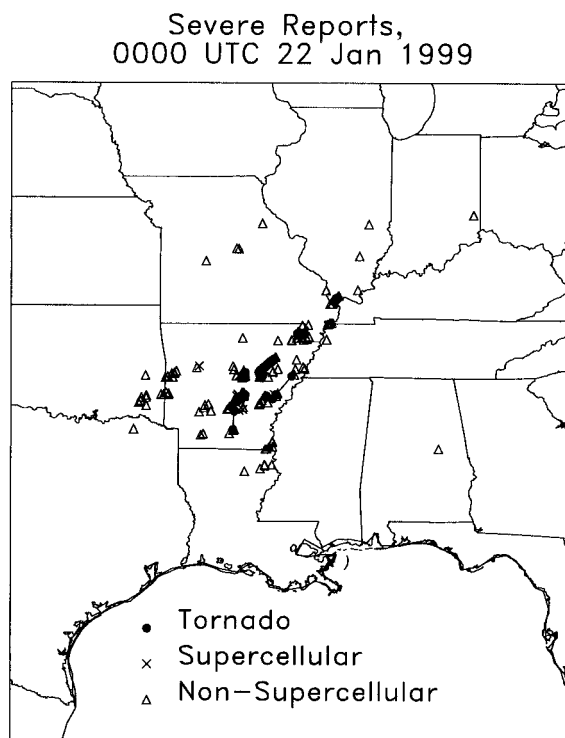 Severe Reports,
0000 UTC 22 Jan 1999
Tornado
Supercellular
Non-Supercellular